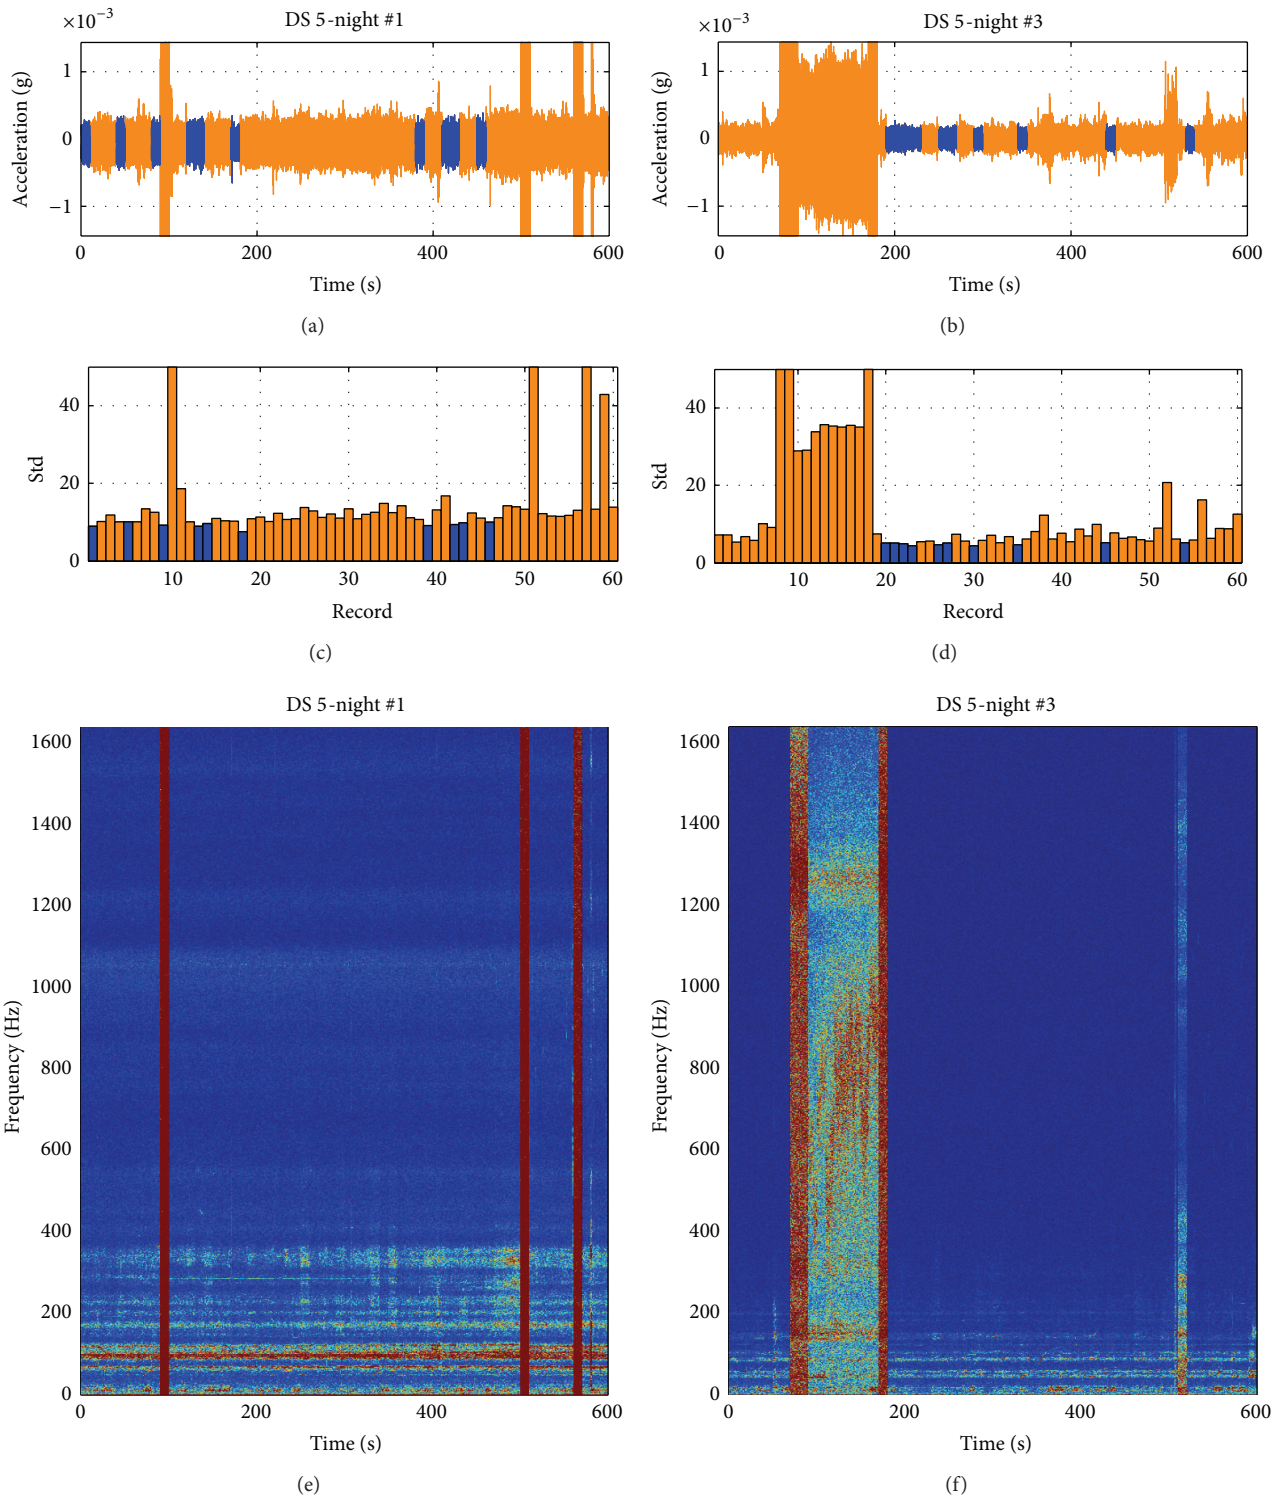 DS 5-night #1
×10⁻³
Acceleration (g)
1
0
−1
0 200 400 600
Time (s)
(a)
DS 5-night #3
×10⁻³
Acceleration (g)
1
0
−1
0 200 400 600
Time (s)
(b)
Std
40
20
0
10 20 30 40 50 60
Record
(c)
Std
40
20
0
10 20 30 40 50 60
Record
(d)
DS 5-night #1
Frequency (Hz)
1600
1400
1200
1000
800
600
400
200
0
0 200 400 600
Time (s)
(e)
DS 5-night #3
Frequency (Hz)
1600
1400
1200
1000
800
600
400
200
0
0 200 400 600
Time (s)
(f)